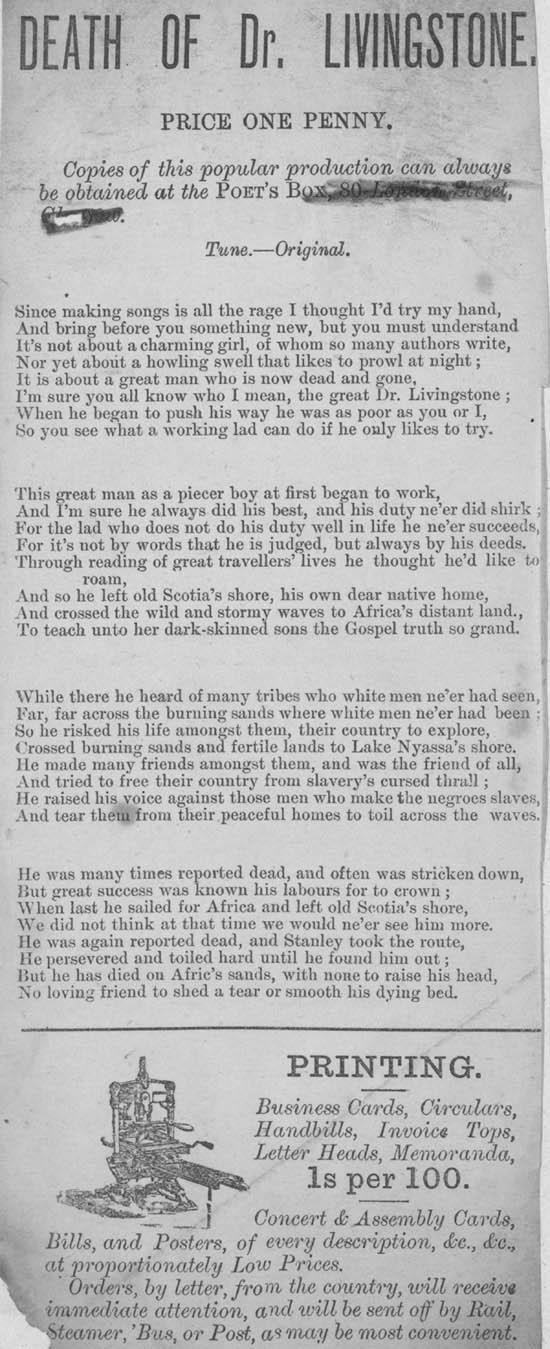 DEATH OF Dr. LIVINGSTONE.
PRICE ONE PENNY.
Copies of this popular production can always
be obtained at the POET'S BOX, 80 London Street,
Tune.—Original.
Since making songs is all the rage I thought I'd try my hand,
And bring before you something new, but you must understand
It's not about a charming girl, of whom so many authors write,
Nor yet about a howling swell that likes to prowl at night;
It is about a great man who is now dead and gone,
I'm sure you all know who I mean, the great Dr. Livingstone;
When he began to push his way he was as poor as you or I,
So you see what a working lad can do if he only likes to try.
This great man as a piecer boy at first began to work,
And I'm sure he always did his best, and his duty ne'er did shirk;
For the lad who does not do his duty well in life he ne'er succeeds,
For it's not by words that he is judged, but always by his deeds.
Through reading of great travellers' lives he thought he'd like to
roam,
And so he left old Scotia's shore, his own dear native home,
And crossed the wild and stormy waves to Africa's distant land.,
To teach unto her dark-skinned sons the Gospel truth so grand.
While there he heard of many tribes who white men ne'er had seen,
Far, far across the burning sands where white men ne'er had been;
So he risked his life amongst them, their country to explore,
Crossed burning sands and fertile lands to Lake Nyassa's shore.
He made many friends amongst them, and was the friend of all,
And tried to free their country from slavery's cursed thrall;
He raised his voice against those men who make the negroes slaves,
And tear them from their peaceful homes to toil across the waves.
He was many times reported dead, and often was stricken down,
But great success was known his labours for to crown;
When last he sailed for Africa and left old Scotia's shore,
We did not think at that time we would ne'er see him more.
He was again reported dead, and Stanley took the route,
He persevered and toiled hard until he found him out;
But he has died on Afric's sands, with none to raise his head,
No loving friend to shed a tear or smooth his dying bed.
PRINTING.
Business Cards, Circulars,
Handbills, Invoice Tops,
Letter Heads, Memoranda,
1s per 100.
Concert & Assembly Cards,
Bills, and Posters, of every description, &c., &c.,
at proportionately Low Prices.
Orders, by letter, from the country, will receive
immediate attention, and will be sent off by Rail,
Steamer, 'Bus, or Post, as may be most convenient.